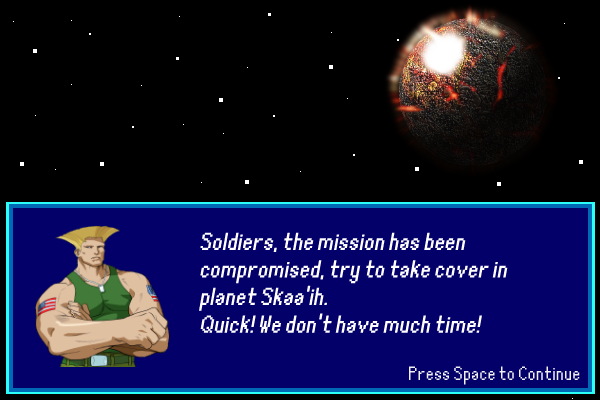 Soldiers, the mission has been
compromised, try to take cover in
planet Skaa'ih.
Quick! We don't have much time!
Press Space to Continue